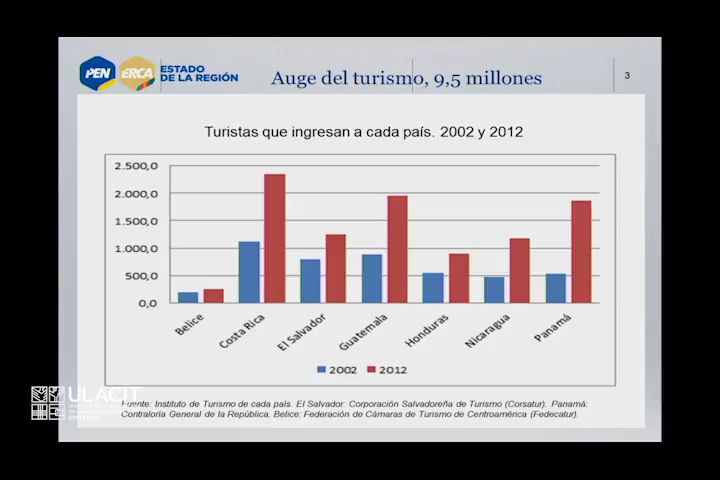 PEN
ERCA
ESTADO
DE LA REGIÓN
Auge del turismo, 9,5 millones
3
Turistas que ingresan a cada país. 2002 y 2012
2.500,0
2.000,0
1.500,0
1.000,0
500,0
0,0
Belice
Costa Rica
El Salvador
Guatemala
Honduras
Nicaragua
Panamá
2002
2012
ULACIT
Fuente: Instituto de Turismo de cada país. El Salvador: Corporación Salvadoreña de Turismo (Corsatur). Panamá:
Contraloría General de la República. Belice: Federación de Cámaras de Turismo de Centroamérica (Fedecatur).